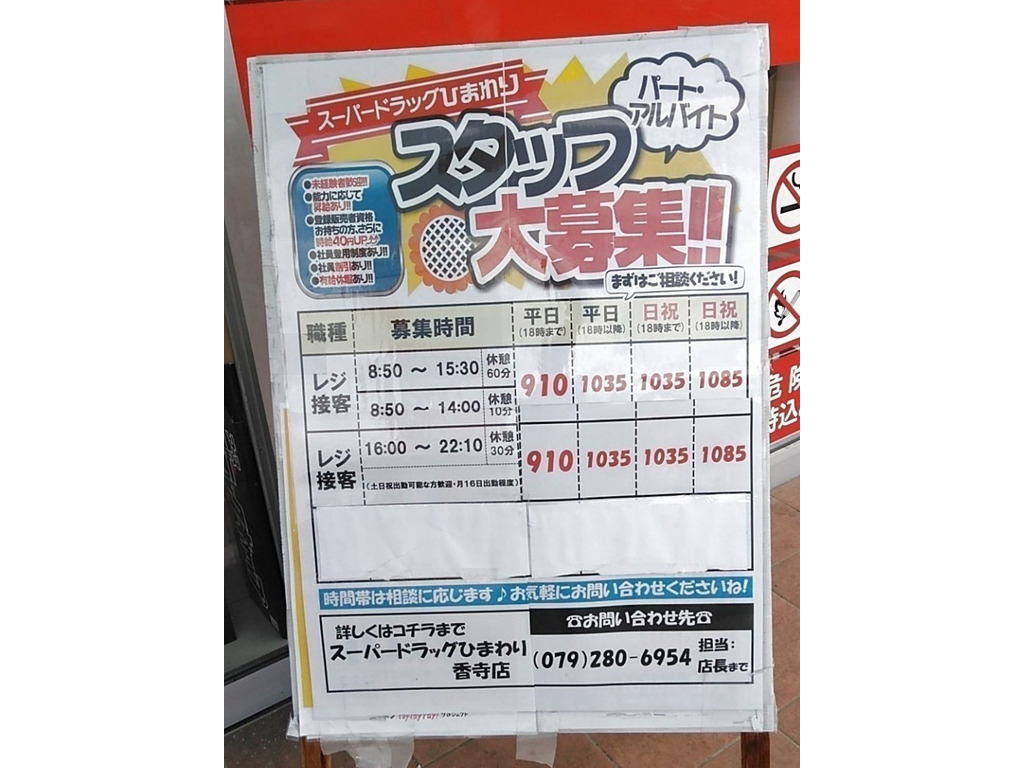 スーパードラッグひまわり
パート・
アルバイト
スタッフ
大募集!!
まずはご相談ください!
●未経験者歓迎!!
●能力に応じて
昇給あり!!
●登録販売者資格
お持ちの方、さらに
時給40円UP
●社員登用制度あり!!
●社員割引あり!!
●有給休暇あり!!
職種 募集時間 平日 平日 日祝 日祝
(18時まで) (18時以降) (18時まで) (18時以降)
レジ
接客
8:50 ～ 15:30 休憩
60分
8:50 ～ 14:00 休憩
10分
910 1035 1035 1085
レジ
接客
16:00 ～ 22:10 休憩
30分
(土日祝出勤可能な方歓迎・月16日出勤程度)
910 1035 1035 1085
時間帯は相談に応じます♪お気軽にお問い合わせくださいね!
詳しくはコチラまで
スーパードラッグひまわり
香寺店
☎お問い合わせ先☎
(079)280-6954
担当:
店長まで
危険